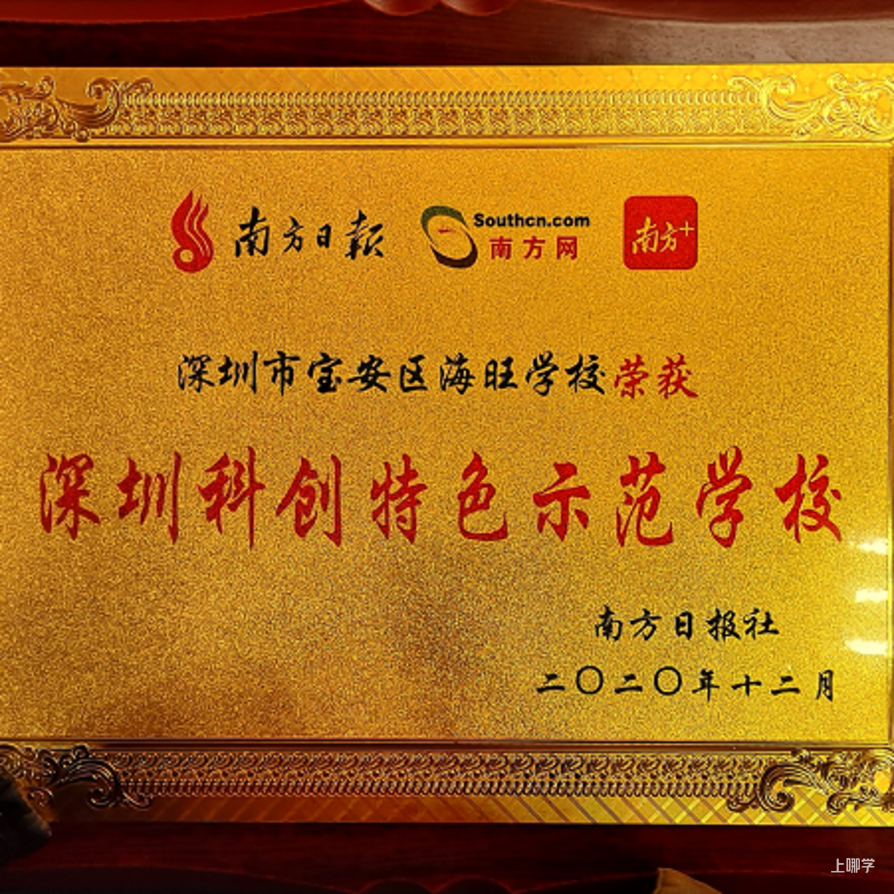 南方日报 Southcn.com 南方+
南方网
深圳市宝安区海旺学校荣获
深圳科创特色示范学校
南方日报社
二〇二〇年十二月
上哪学